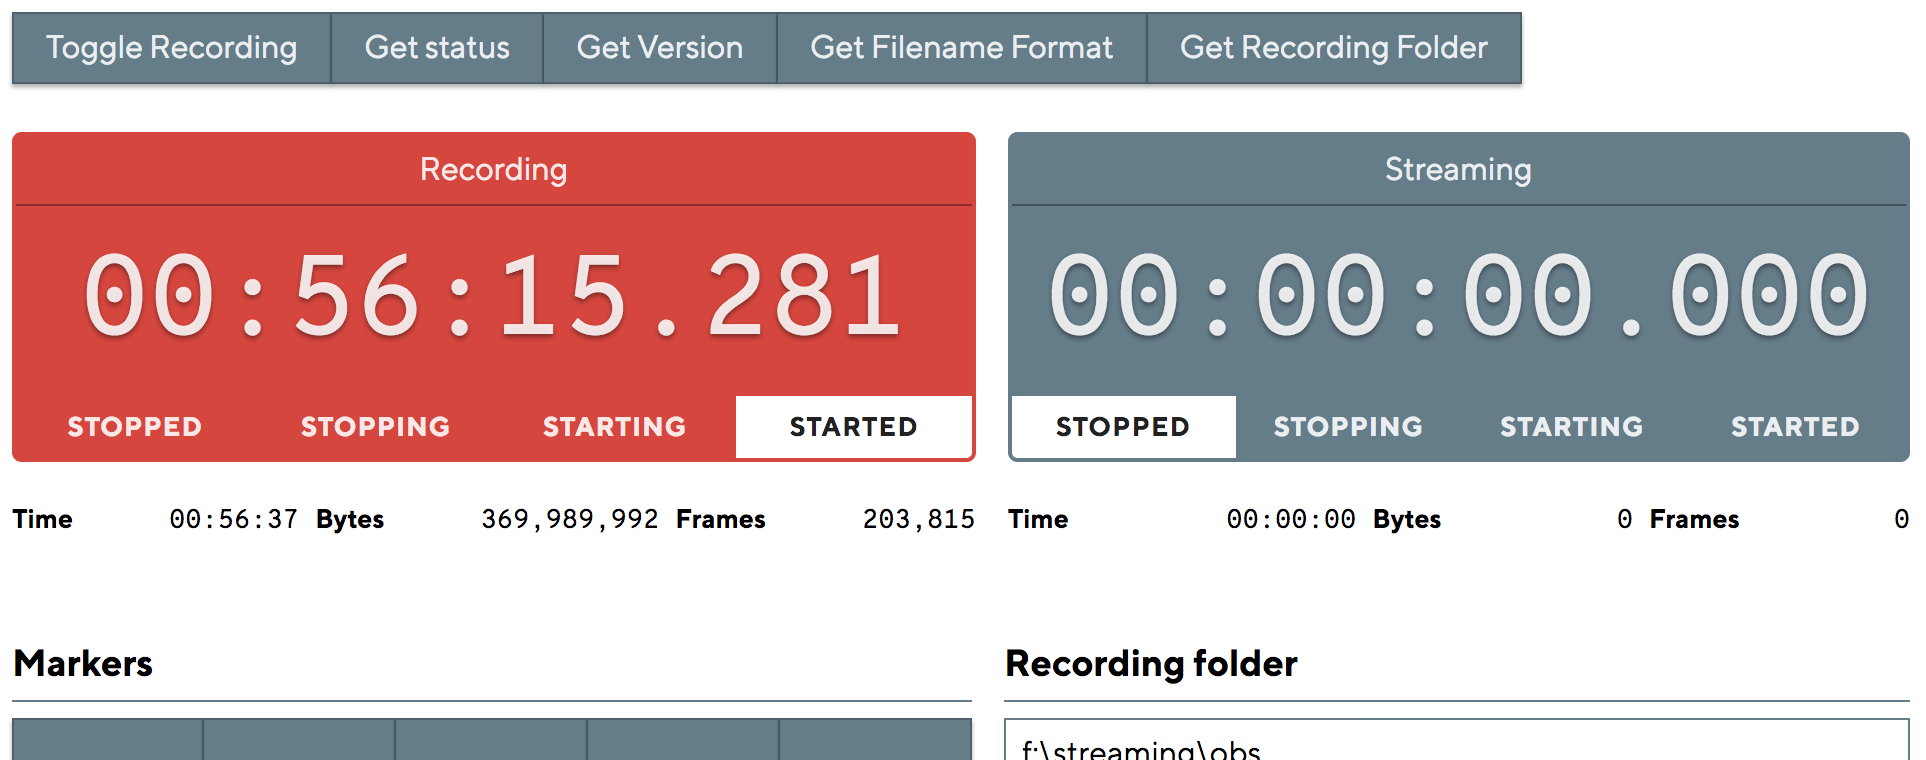 Toggle Recording Get status Get Version Get Filename Format Get Recording Folder
Recording
00:56:15.281
STOPPED STOPPING STARTING STARTED
Time 00:56:37 Bytes 369,989,992 Frames 203,815
Streaming
00:00:00.000
STOPPED STOPPING STARTING STARTED
Time 00:00:00 Bytes 0 Frames 0
Markers
Recording folder
f:\streaming\obs